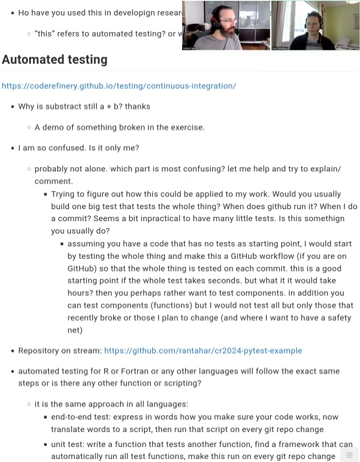 Ho have you used this in developign resear
"this" refers to automated testing? or w
Automated testing
https://coderefinery.github.io/testing/continuous-integration/
Why is substract still a + b? thanks
A demo of something broken in the exercise.
I am so confused. Is it only me?
probably not alone. which part is most confusing? let me help and try to explain/
comment.
Trying to figure out how this could be applied to my work. Would you usually
build one big test that tests the whole thing? When does github run it? When I do
a commit? Seems a bit inpractical to have many little tests. Is this somethign
you usually do?
assuming you have a code that has no tests as starting point, I would start
by testing the whole thing and make this a GitHub workflow (if you are on
GitHub) so that the whole thing is tested on each commit. this is a good
starting point if the whole test takes seconds. but what it it would take
hours? then you perhaps rather want to test components. in addition you
can test components (functions) but I would not test all but only those that
recently broke or those I plan to change (and where I want to have a safety
net)
Repository on stream: https://github.com/rantahar/cr2024-pytest-example
automated testing for R or Fortran or any other languages will follow the exact same
steps or is there any other function or scripting?
it is the same approach in all languages:
end-to-end test: express in words how you make sure your code works, now
translate words to a script, then run that script on every git repo change
unit test: write a function that tests another function, find a framework that can
automatically run all test functions, make this run on every git repo change